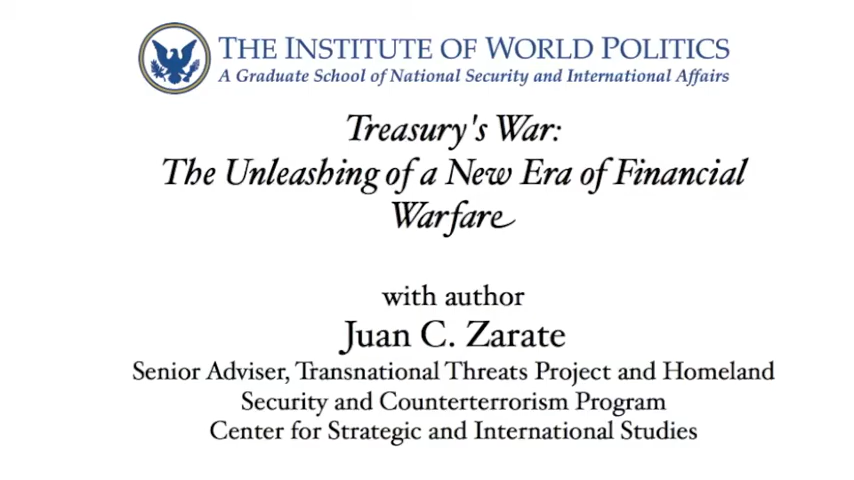 THE INSTITUTE OF WORLD POLITICS
A Graduate School of National Security and International Affairs
Treasury's War:
The Unleashing of a New Era of Financial
Warfare
with author
Juan C. Zarate
Senior Adviser, Transnational Threats Project and Homeland
Security and Counterterrorism Program
Center for Strategic and International Studies